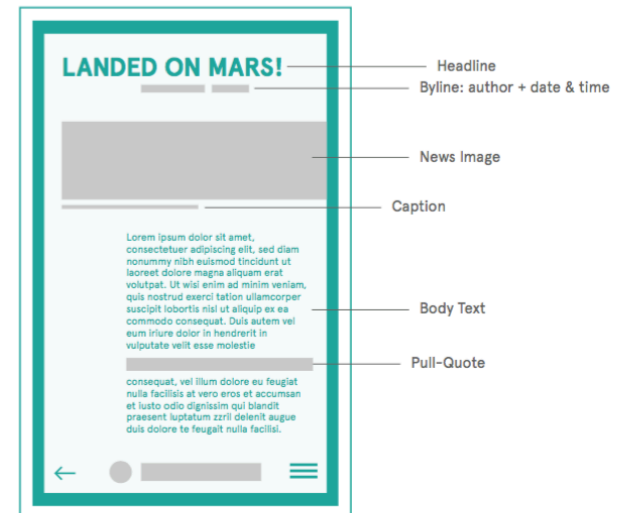 LANDED ON MARS!
Headline
Byline: author + date & time
News Image
Caption
Lorem ipsum dolor sit amet,
consectetuer adipiscing elit, sed diam
nonummy nibh euismod tincidunt ut
laoreet dolore magna aliquam erat
volutpat. Ut wisi enim ad minim veniam,
quis nostrud exerci tation ullamcorper
suscipit lobortis nisl ut aliquip ex ea
commodo consequat. Duis autem vel
eum iriure dolor in hendrerit in
vulputate velit esse molestie
Body Text
Pull-Quote
consequat, vel illum dolore eu feugiat
nulla facilisis at vero eros et accumsan
et iusto odio dignissim qui blandit
praesent luptatum zzril delenit augue
duis dolore te feugait nulla facilisi.